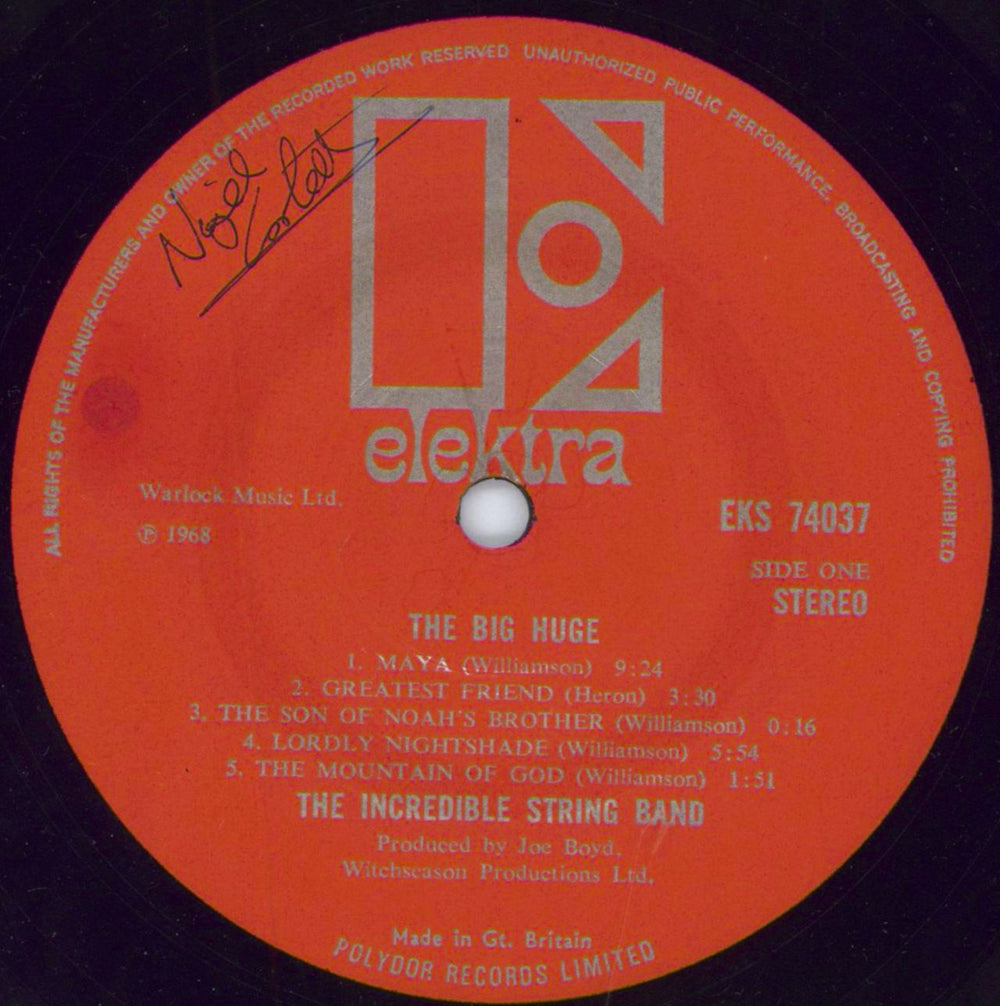 ALL RIGHTS OF THE MANUFACTURERS AND OWNER OF THE RECORDED WORK RESERVED UNAUTHORIZED PUBLIC PERFORMANCE, BROADCASTING AND COPYING PROHIBITED
Nigel
elektra
Warlock Music Ltd.
℗ 1968
EKS 74037
SIDE ONE
STEREO
THE BIG HUGE
1. MAYA (Williamson) 9:24
2. GREATEST FRIEND (Heron) 3:30
3. THE SON OF NOAH'S BROTHER (Williamson) 0:16
4. LORDLY NIGHTSHADE (Williamson) 5:54
5. THE MOUNTAIN OF GOD (Williamson) 1:51
THE INCREDIBLE STRING BAND
Produced by Joe Boyd,
Witchseason Productions Ltd.
Made in Gt. Britain
POLYDOR RECORDS LIMITED